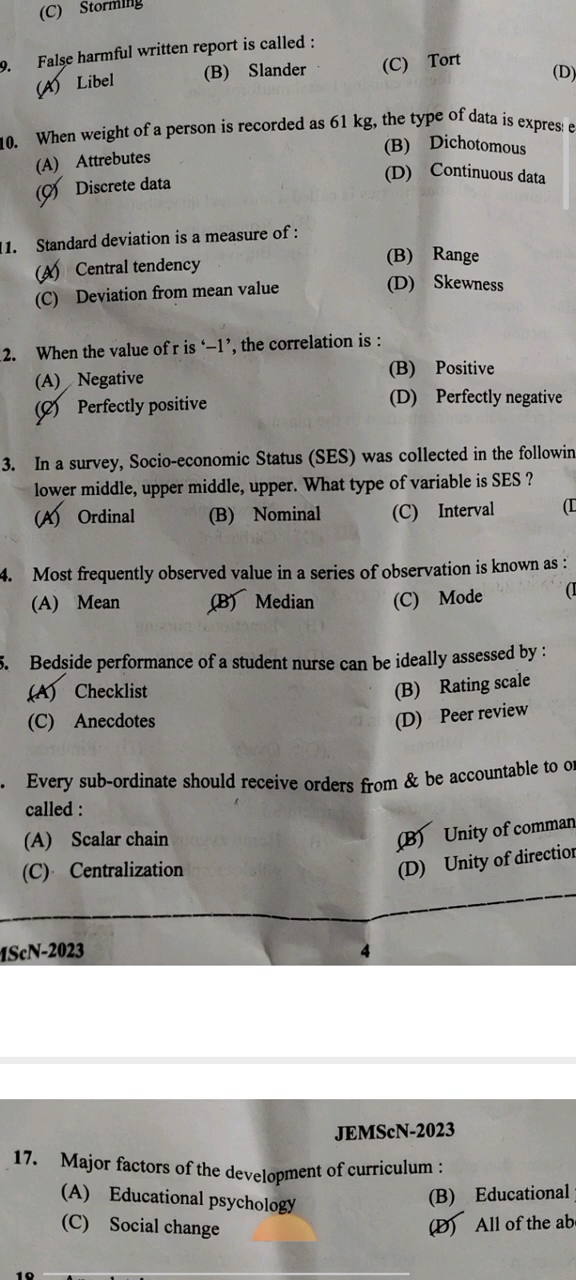 (C) Storming
9. False harmful written report is called :
(A) Libel (B) Slander (C) Tort (D)
10. When weight of a person is recorded as 61 kg, the type of data is express e
(A) Attrebutes (B) Dichotomous
(C) Discrete data (D) Continuous data
11. Standard deviation is a measure of :
(A) Central tendency (B) Range
(C) Deviation from mean value (D) Skewness
2. When the value of r is ‘–1’, the correlation is :
(A) Negative (B) Positive
(C) Perfectly positive (D) Perfectly negative
3. In a survey, Socio-economic Status (SES) was collected in the followin
lower middle, upper middle, upper. What type of variable is SES ?
(A) Ordinal (B) Nominal (C) Interval (D
4. Most frequently observed value in a series of observation is known as :
(A) Mean (B) Median (C) Mode (
5. Bedside performance of a student nurse can be ideally assessed by :
(A) Checklist (B) Rating scale
(C) Anecdotes (D) Peer review
. Every sub-ordinate should receive orders from & be accountable to on
called :
(A) Scalar chain (B) Unity of comman
(C) Centralization (D) Unity of direction
MScN-2023 4
JEMScN-2023
17. Major factors of the development of curriculum :
(A) Educational psychology (B) Educational
(C) Social change (D) All of the ab
18